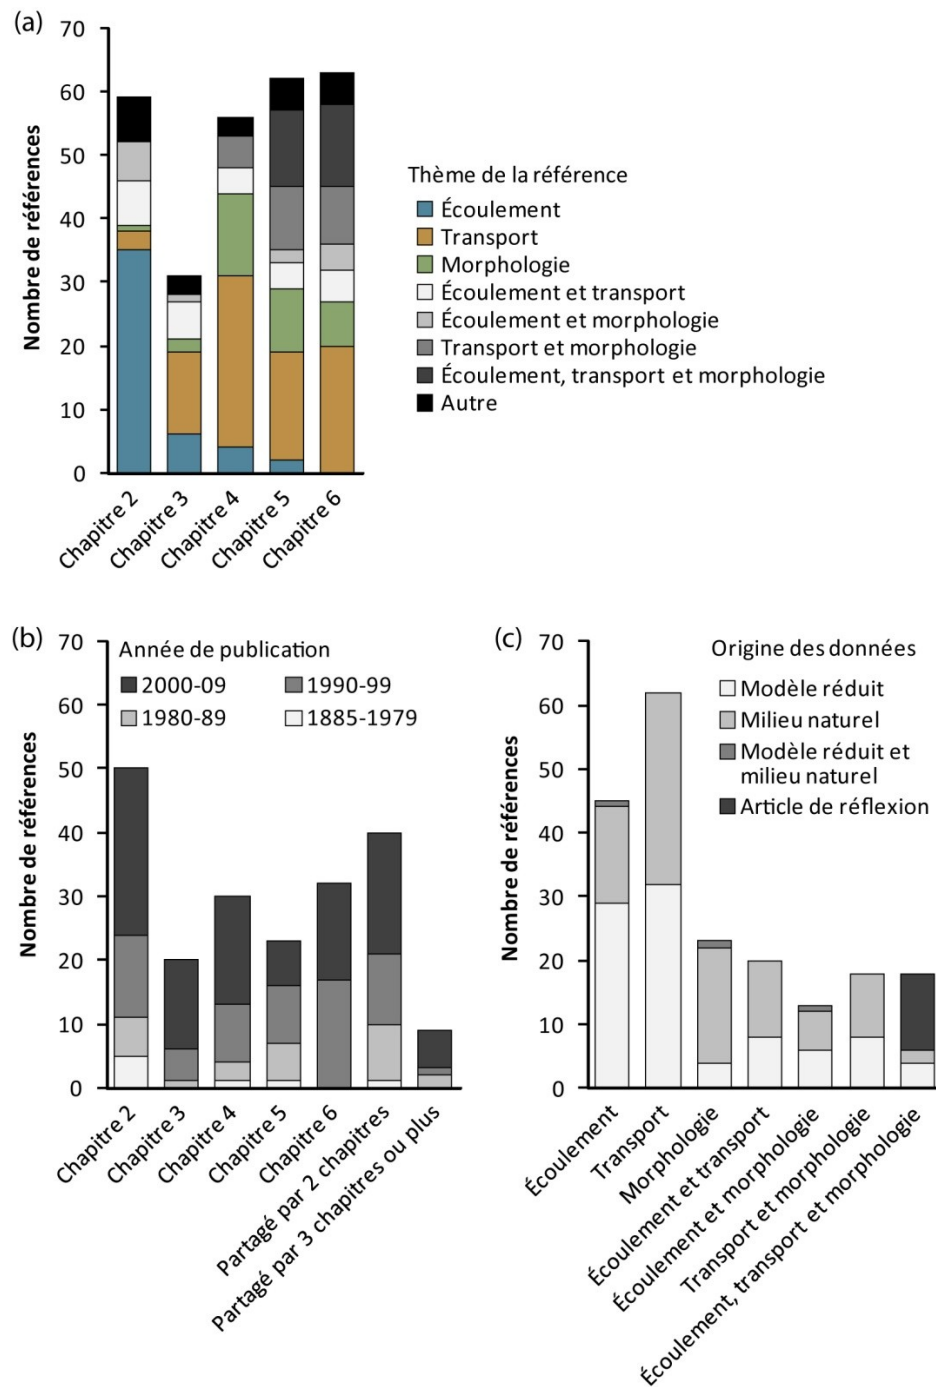 (a)
Nombre de références
70
60
50
40
30
20
10
0
Chapitre 2
Chapitre 3
Chapitre 4
Chapitre 5
Chapitre 6
Thème de la référence
Écoulement
Transport
Morphologie
Écoulement et transport
Écoulement et morphologie
Transport et morphologie
Écoulement, transport et morphologie
Autre
(b)
Nombre de références
70
60
50
40
30
20
10
0
Année de publication
2000-09
1990-99
1980-89
1885-1979
Chapitre 2
Chapitre 3
Chapitre 4
Chapitre 5
Chapitre 6
Partagé par 2 chapitres
Partagé par 3 chapitres ou plus
(c)
Nombre de références
70
60
50
40
30
20
10
0
Origine des données
Modèle réduit
Milieu naturel
Modèle réduit et
milieu naturel
Article de réflexion
Écoulement
Transport
Morphologie
Écoulement et transport
Écoulement et morphologie
Transport et morphologie
Écoulement, transport et morphologie